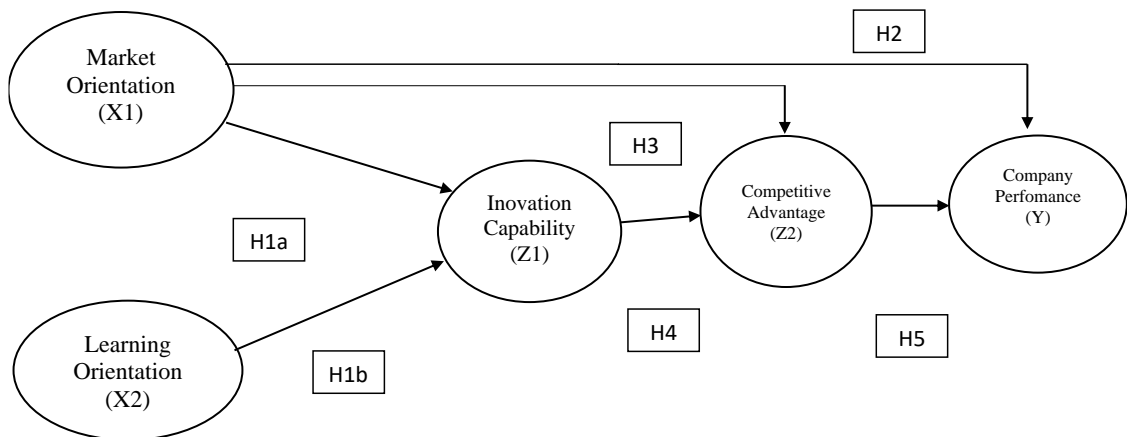 H2
Market
Orientation
(X1)
H3
Inovation
Capability
(Z1)
Competitive
Advantage
(Z2)
Company
Perfomance
(Y)
H1a
H4
H5
Learning
Orientation
(X2)
H1b